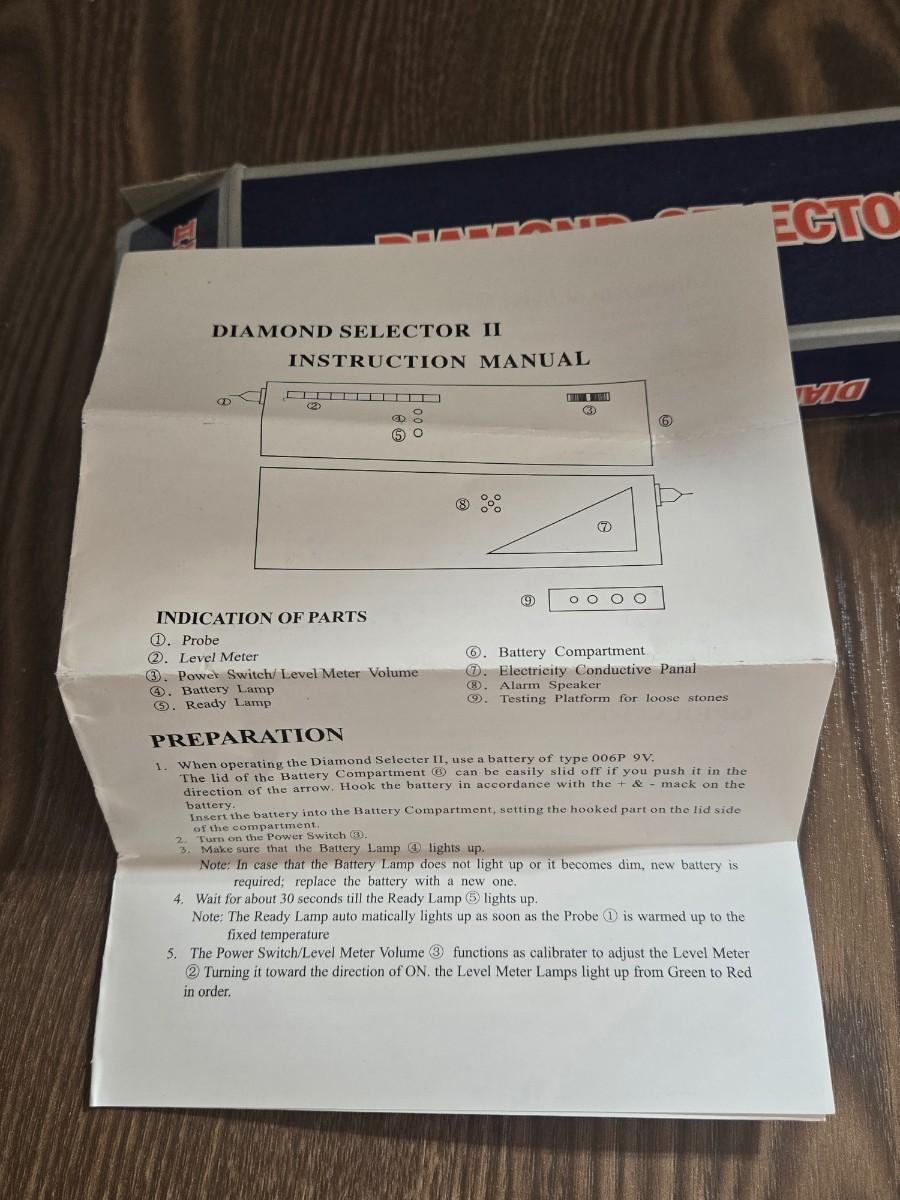 II
DIAMOND SELECTO
DIAM
DIAMOND SELECTOR II
INSTRUCTION MANUAL
①
②
③
④
⑤
⑥
⑧
⑦
⑨
INDICATION OF PARTS
①. Probe
②. Level Meter
③. Power Switch/ Level Meter Volume
④. Battery Lamp
⑤. Ready Lamp
⑥. Battery Compartment
⑦. Electricity Conductive Panal
⑧. Alarm Speaker
⑨. Testing Platform for loose stones
PREPARATION
1. When operating the Diamond Selecter II, use a battery of type 006P 9V.
The lid of the Battery Compartment ⑥ can be easily slid off if you push it in the
direction of the arrow. Hook the battery in accordance with the + & - mack on the
battery.
Insert the battery into the Battery Compartment, setting the hooked part on the lid side
of the compartment.
2. Turn on the Power Switch ③.
3. Make sure that the Battery Lamp ④ lights up.
Note: In case that the Battery Lamp does not light up or it becomes dim, new battery is
required; replace the battery with a new one.
4. Wait for about 30 seconds till the Ready Lamp ⑤ lights up.
Note: The Ready Lamp auto matically lights up as soon as the Probe ① is warmed up to the
fixed temperature
5. The Power Switch/Level Meter Volume ③ functions as calibrater to adjust the Level Meter
② Turning it toward the direction of ON. the Level Meter Lamps light up from Green to Red
in order.